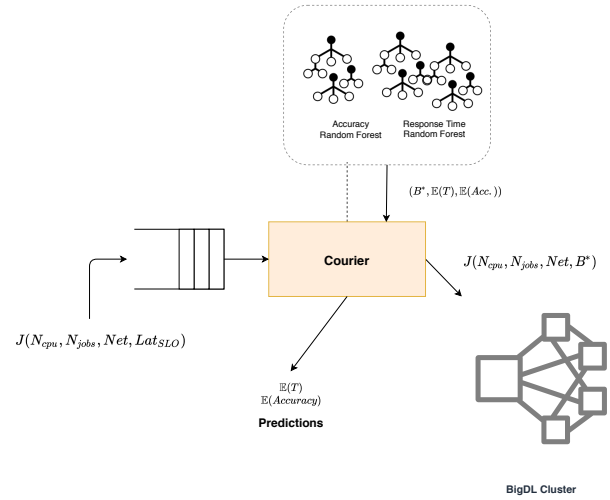 Accuracy
Random Forest
Response Time
Random Forest
(B*, 𝔼(T), 𝔼(Acc.))
Courier
J(N_cpu, N_jobs, Net, B*)
J(N_cpu, N_jobs, Net, Lat_SLO)
𝔼(T)
𝔼(Accuracy)
Predictions
BigDL Cluster